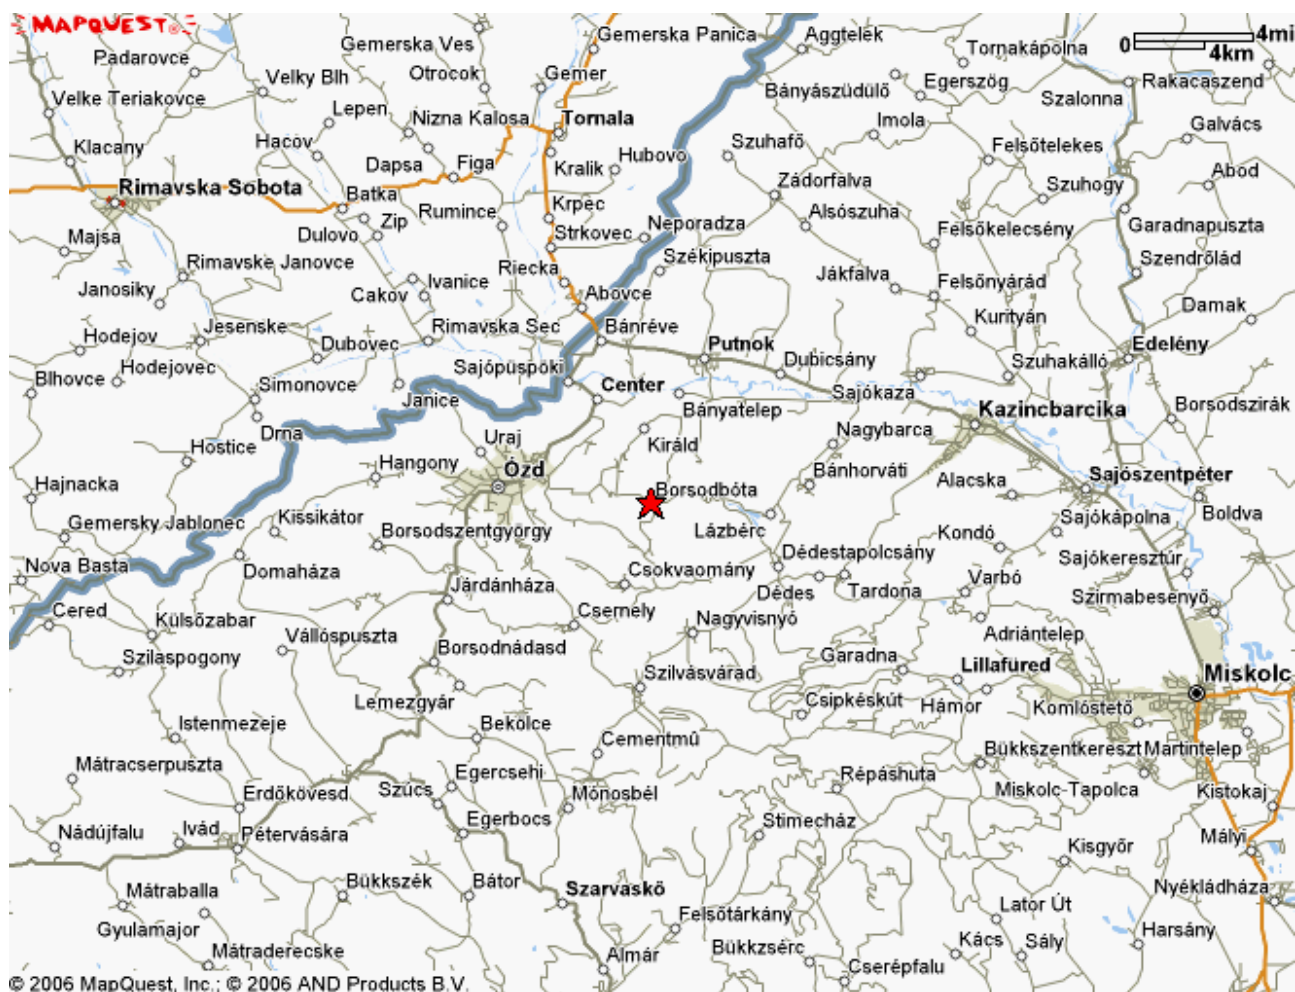 MAPQUEST®
Gemerska Ves
Gemerska Panica
Aggtelek
Tornakápolna
0 4mi
4km
Padarovce
Velky Blh
Otrocok
Gemer
Bányászüdülő
Egerszög
Szalonna
Rakacaszend
Velke Teriakovce
Lepen
Nizna Kalosa
Tornala
Imola
Galvács
Klacany
Hacov
Dapsa
Figa
Kralik
Hubovo
Szuhafő
Felsőtelekes
Abod
Rimavska Sobota
Batka
Zip
Rumince
Krpec
Zádorfalva
Szuhogy
Majsa
Dulovo
Strkovec
Neporadza
Alsószuha
Felsőkelecsény
Garadnapuszta
Rimavske Janovce
Ivanice
Riecka
Székipuszta
Jákfalva
Felsőnyárád
Szendrőlád
Janosiky
Cakov
Abovce
Damak
Hodejov
Jesenske
Dubovec
Rimavska Sec
Bánréve
Kurityán
Putnok
Dubicsány
Szuhakálló
Edelény
Blhovce
Hodejovec
Simonovce
Janice
Sajópüspöki
Center
Bányatelep
Sajókaza
Kazincbarcika
Borsodszirák
Hostice
Drna
Uraj
Királd
Nagybarca
Hangony
Ózd
Bánhorváti
Alacska
Sajószentpéter
Hajnacka
Borsodbóta
Gemersky Jablonec
Kissikátor
Borsodszentgyörgy
Lázbérc
Kondó
Sajókápolna
Boldva
Nova Basta
Domaháza
Járdánháza
Csokvaomány
Dédestapolcsány
Sajókeresztúr
Cered
Külsőzabar
Vállóspuszta
Csernely
Dédes
Tardona
Varbó
Szirmabesenyő
Nagyvisnyó
Adriántelep
Szilaspogony
Borsodnádasd
Szilvásvárad
Garadna
Lillafüred
Miskolc
Lemezgyár
Csipkéskút
Hámor
Komlóstető
Istenmezeje
Bekölce
Cementmû
Bükkszentkereszt
Martintelep
Mátracserpuszta
Egercsehi
Répáshuta
Miskolc-Tapolca
Erdőkövesd
Szúcs
Mónosbél
Kistokaj
Nádújfalu
Ivád
Pétervására
Egerbocs
Stimecház
Kisgyőr
Mályi
Mátraballa
Bükkszék
Bátor
Szarvaskő
Nyékládháza
Gyulamajor
Felsőtárkány
Lator Út
Mátraderecske
Almár
Bükkzsérc
Cserépfalu
Kács
Sály
Harsány
© 2006 MapQuest, Inc.; © 2006 AND Products B.V.